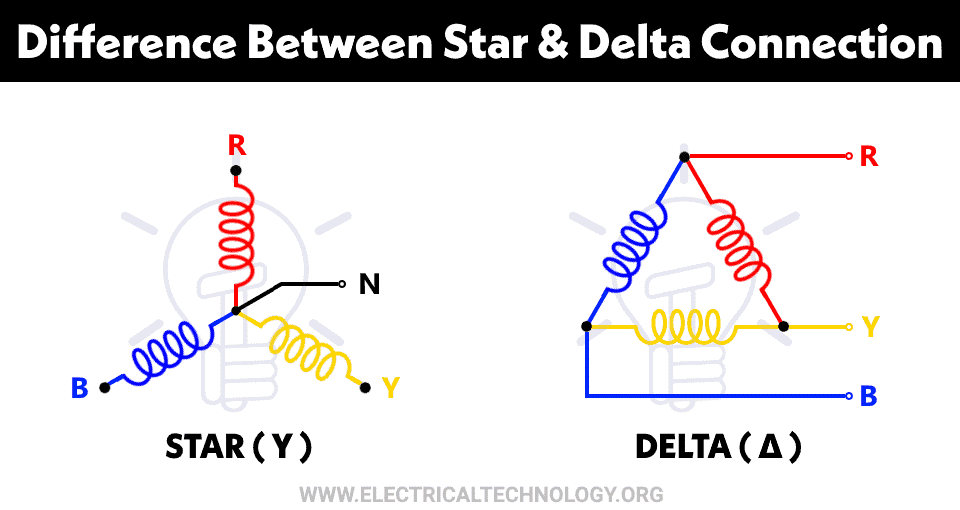 Difference Between Star & Delta Connection
R
N
B
Y
STAR ( Y )
R
Y
B
DELTA ( Δ )
WWW.ELECTRICALTECHNOLOGY.ORG